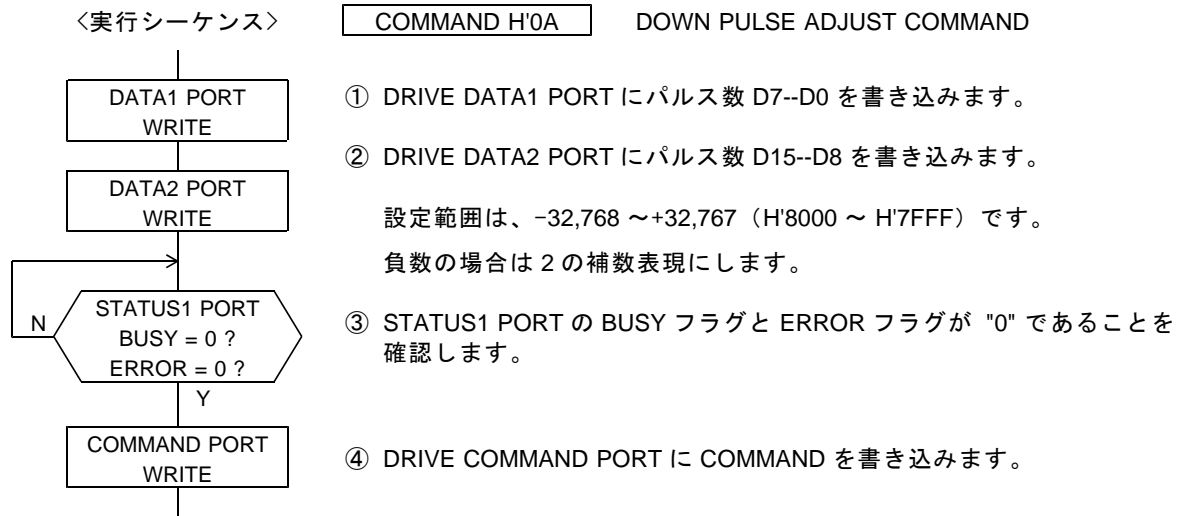 〈実行シーケンス〉
COMMAND H'0A
DOWN PULSE ADJUST COMMAND
DATA1 PORT
WRITE
① DRIVE DATA1 PORT にパルス数 D7--D0 を書き込みます。
② DRIVE DATA2 PORT にパルス数 D15--D8 を書き込みます。
DATA2 PORT
WRITE
設定範囲は、−32,768 ～+32,767（H'8000 ～ H'7FFF）です。
負数の場合は 2 の補数表現にします。
N
STATUS1 PORT
BUSY = 0 ?
ERROR = 0 ?
Y
③ STATUS1 PORT の BUSY フラグと ERROR フラグが "0" であることを
確認します。
COMMAND PORT
WRITE
④ DRIVE COMMAND PORT に COMMAND を書き込みます。